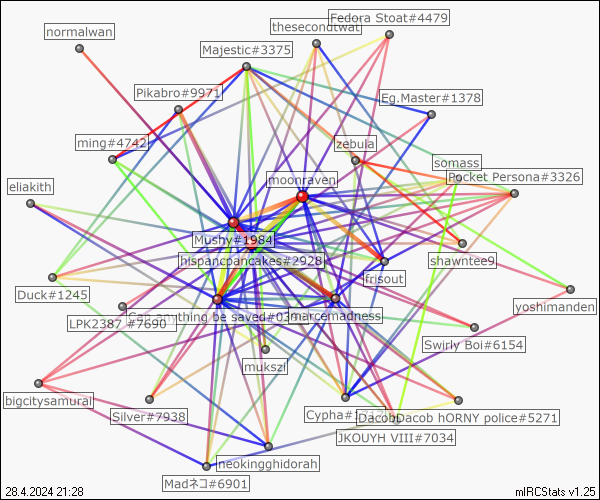 Fedora Stoat#4479
thesecondtwat
normalwan
Majestic#3375
Pikabro#9971
Eg.Master#1378
ming#4742
zebula
somass
Pocket Persona#3326
moonraven
eliakith
Mushy#1984
hispancpancakes#2928
shawntee9
frisout
Duck#1245
yoshimanden
LPK2387 #7690
Can anything be saved#03
marcemadness
Swirly Boi#6154
mukszi
bigcitysamurai
Silver#7938
Cypha#1
DacobDacob hORNY police#5271
JKOUYH VIII#7034
neokingghidorah
Madネコ#6901
28.4.2024 21:28
mIRCStats v1.25